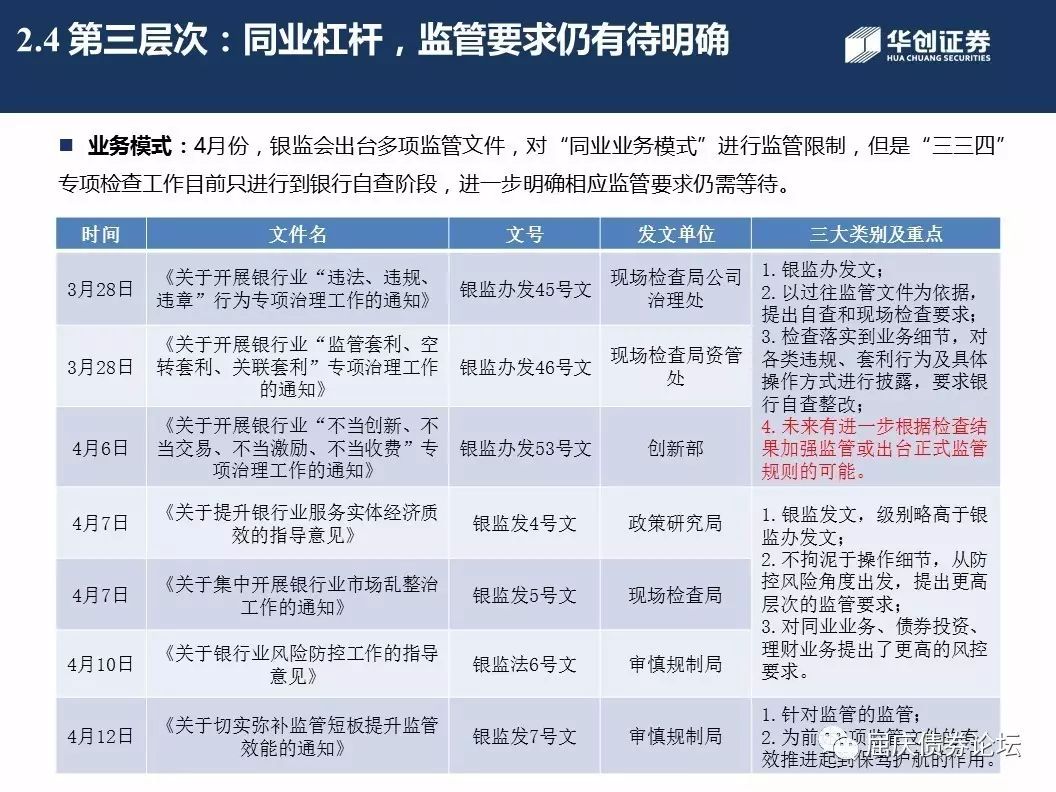 2.4 第三层次：同业杠杆，监管要求仍有待明确
华创证券
HUA CHUANG SECURITIES
■ 业务模式：4月份，银监会出台多项监管文件，对“同业业务模式”进行监管限制，但是“三三四”
专项检查工作目前只进行到银行自查阶段，进一步明确相应监管要求仍需等待。
时间 文件名 文号 发文单位 三大类别及重点
3月28日
《关于开展银行业“违法、违规、
违章”行为专项治理工作的通知》
银监办发45号文
现场检查局公司
治理处
3月28日
《关于开展银行业“监管套利、空
转套利、关联套利”专项治理工作
的通知》
银监办发46号文
现场检查局资管
处
4月6日
《关于开展银行业“不当创新、不
当交易、不当激励、不当收费”专
项治理工作的通知》
银监办发53号文
创新部
1. 银监办发文；
2. 以过往监管文件为依据，
提出自查和现场检查要求；
3. 检查落实到业务细节，对
各类违规、套利行为及具体
操作方式进行披露，要求银
行自查整改；
4. 未来有进一步根据检查结
果加强监管或出台正式监管
规则的可能。
4月7日
《关于提升银行业服务实体经济质
效的指导意见》
银监发4号文
政策研究局
4月7日
《关于集中开展银行业市场乱整治
工作的通知》
银监发5号文
现场检查局
4月10日
《关于银行业风险防控工作的指导
意见》
银监法6号文
审慎规制局
1. 银监发文，级别略高于银
监办发文；
2. 不拘泥于操作细节，从防
控风险角度出发，提出更高
层次的监管要求；
3. 对同业业务、债券投资、
理财业务提出了更高的风控
要求。
4月12日
《关于切实弥补监管短板提升监管
效能的通知》
银监发7号文
审慎规制局
1. 针对监管的监管；
2. 为前 项监管文件的有
效推进起到保驾护航的作用。
屈庆债券论坛